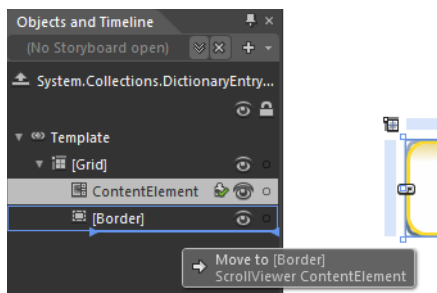 Objects and Timeline
(No Storyboard open)
System.Collections.DictionaryEntry...
Template
[Grid]
ContentElement
[Border]
Move to [Border]
ScrollViewer ContentElement